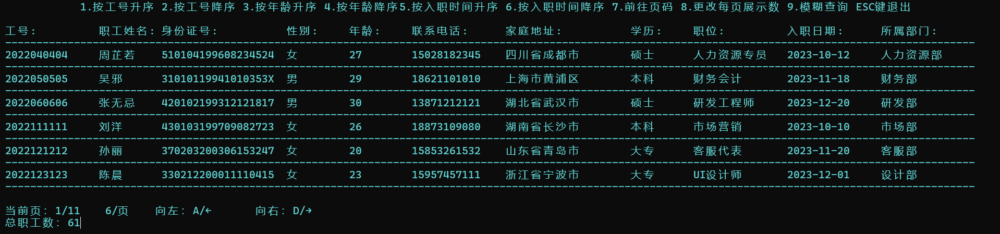 1.按工号升序 2.按工号降序 3.按年龄升序 4.按年龄降序5.按入职时间升序 6.按入职时间降序 7.前往页码 8.更改每页展示数 9.模糊查询 ESC键退出
工号: 职工姓名: 身份证号: 性别: 年龄: 联系电话: 家庭地址: 学历: 职位: 入职日期: 所属部门:
2022040404 周芷若 510104199608234524 女 27 15028182345 四川省成都市 硕士 人力资源专员 2023-10-12 人力资源部
2022050505 吴邪 31010119941010353X 男 29 18621101010 上海市黄浦区 本科 财务会计 2023-11-18 财务部
2022060606 张无忌 420102199312121817 男 30 13871212121 湖北省武汉市 硕士 研发工程师 2023-12-20 研发部
2022111111 刘洋 430103199709082723 女 26 18873109080 湖南省长沙市 本科 市场营销 2023-10-10 市场部
2022121212 孙丽 370203200306153247 女 20 15853261532 山东省青岛市 大专 客服代表 2023-11-20 客服部
2022123123 陈晨 330212200011110415 女 23 15957457111 浙江省宁波市 大专 UI设计师 2023-12-01 设计部
当前页: 1/11 6/页 向左: A/← 向右: D/→
总职工数: 61